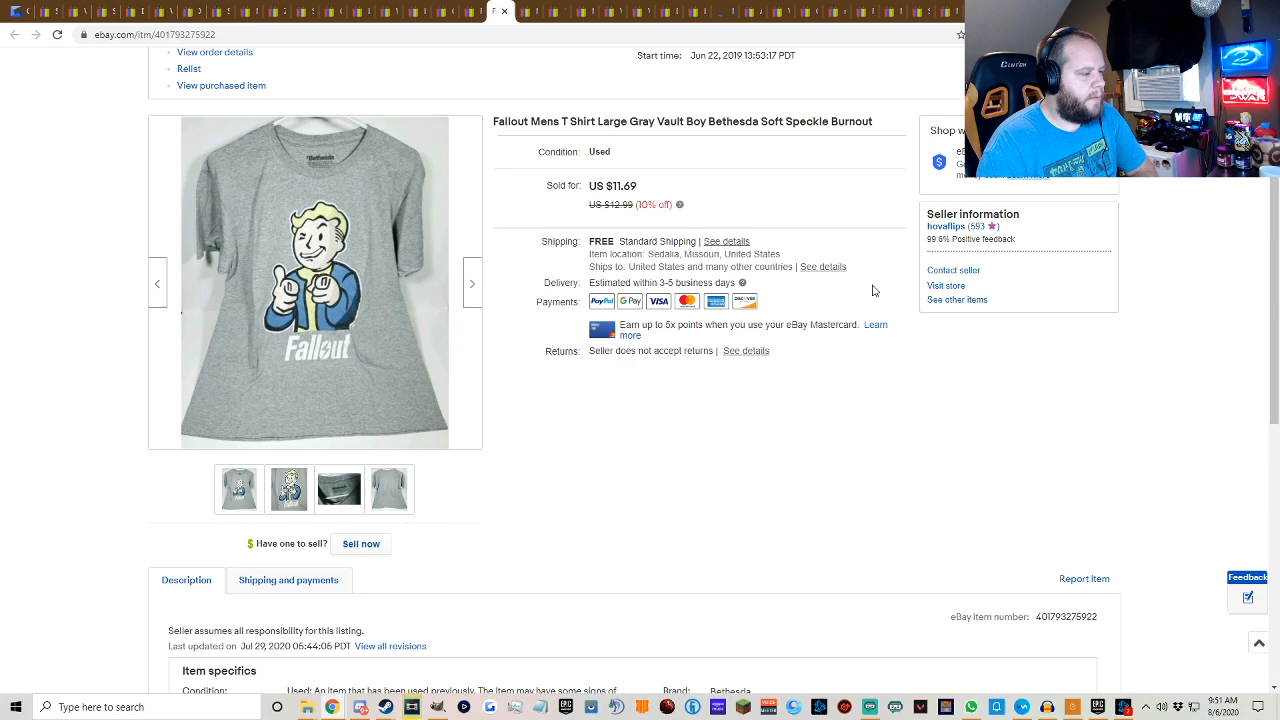 ebay.com/itm/401793275922
View order details
Relist
View purchased item
Start time: Jun 22, 2019 13:53:17 PDT
Fallout Mens T Shirt Large Gray Vault Boy Bethesda Soft Speckle Burnout
Condition: Used
Sold for: US $11.69
US $12.99 (10% off)
Shipping: FREE Standard Shipping | See details
Item location: Sedalia, Missouri, United States
Ships to: United States and many other countries | See details
Delivery: Estimated within 3-5 business days
Payments: PayPal G Pay VISA
Earn up to 5x points when you use your eBay Mastercard. Learn more
Returns: Seller does not accept returns | See details
Shop w
Seller information
hovaflips (593)
99.6% Positive feedback
Contact seller
Visit store
See other items
CLUTCH
Bethesda
Fallout
Have one to sell? Sell now
Description
Shipping and payments
Report item
eBay item number: 401793275922
Seller assumes all responsibility for this listing.
Last updated on Jul 29, 2020 05:44:06 PDT View all revisions
Item specifics
Condition: Used: An item that has been used previously. The item may have some signs of
Brand: Bethesda
Feedback
Type here to search
9:51 AM
8/6/2020